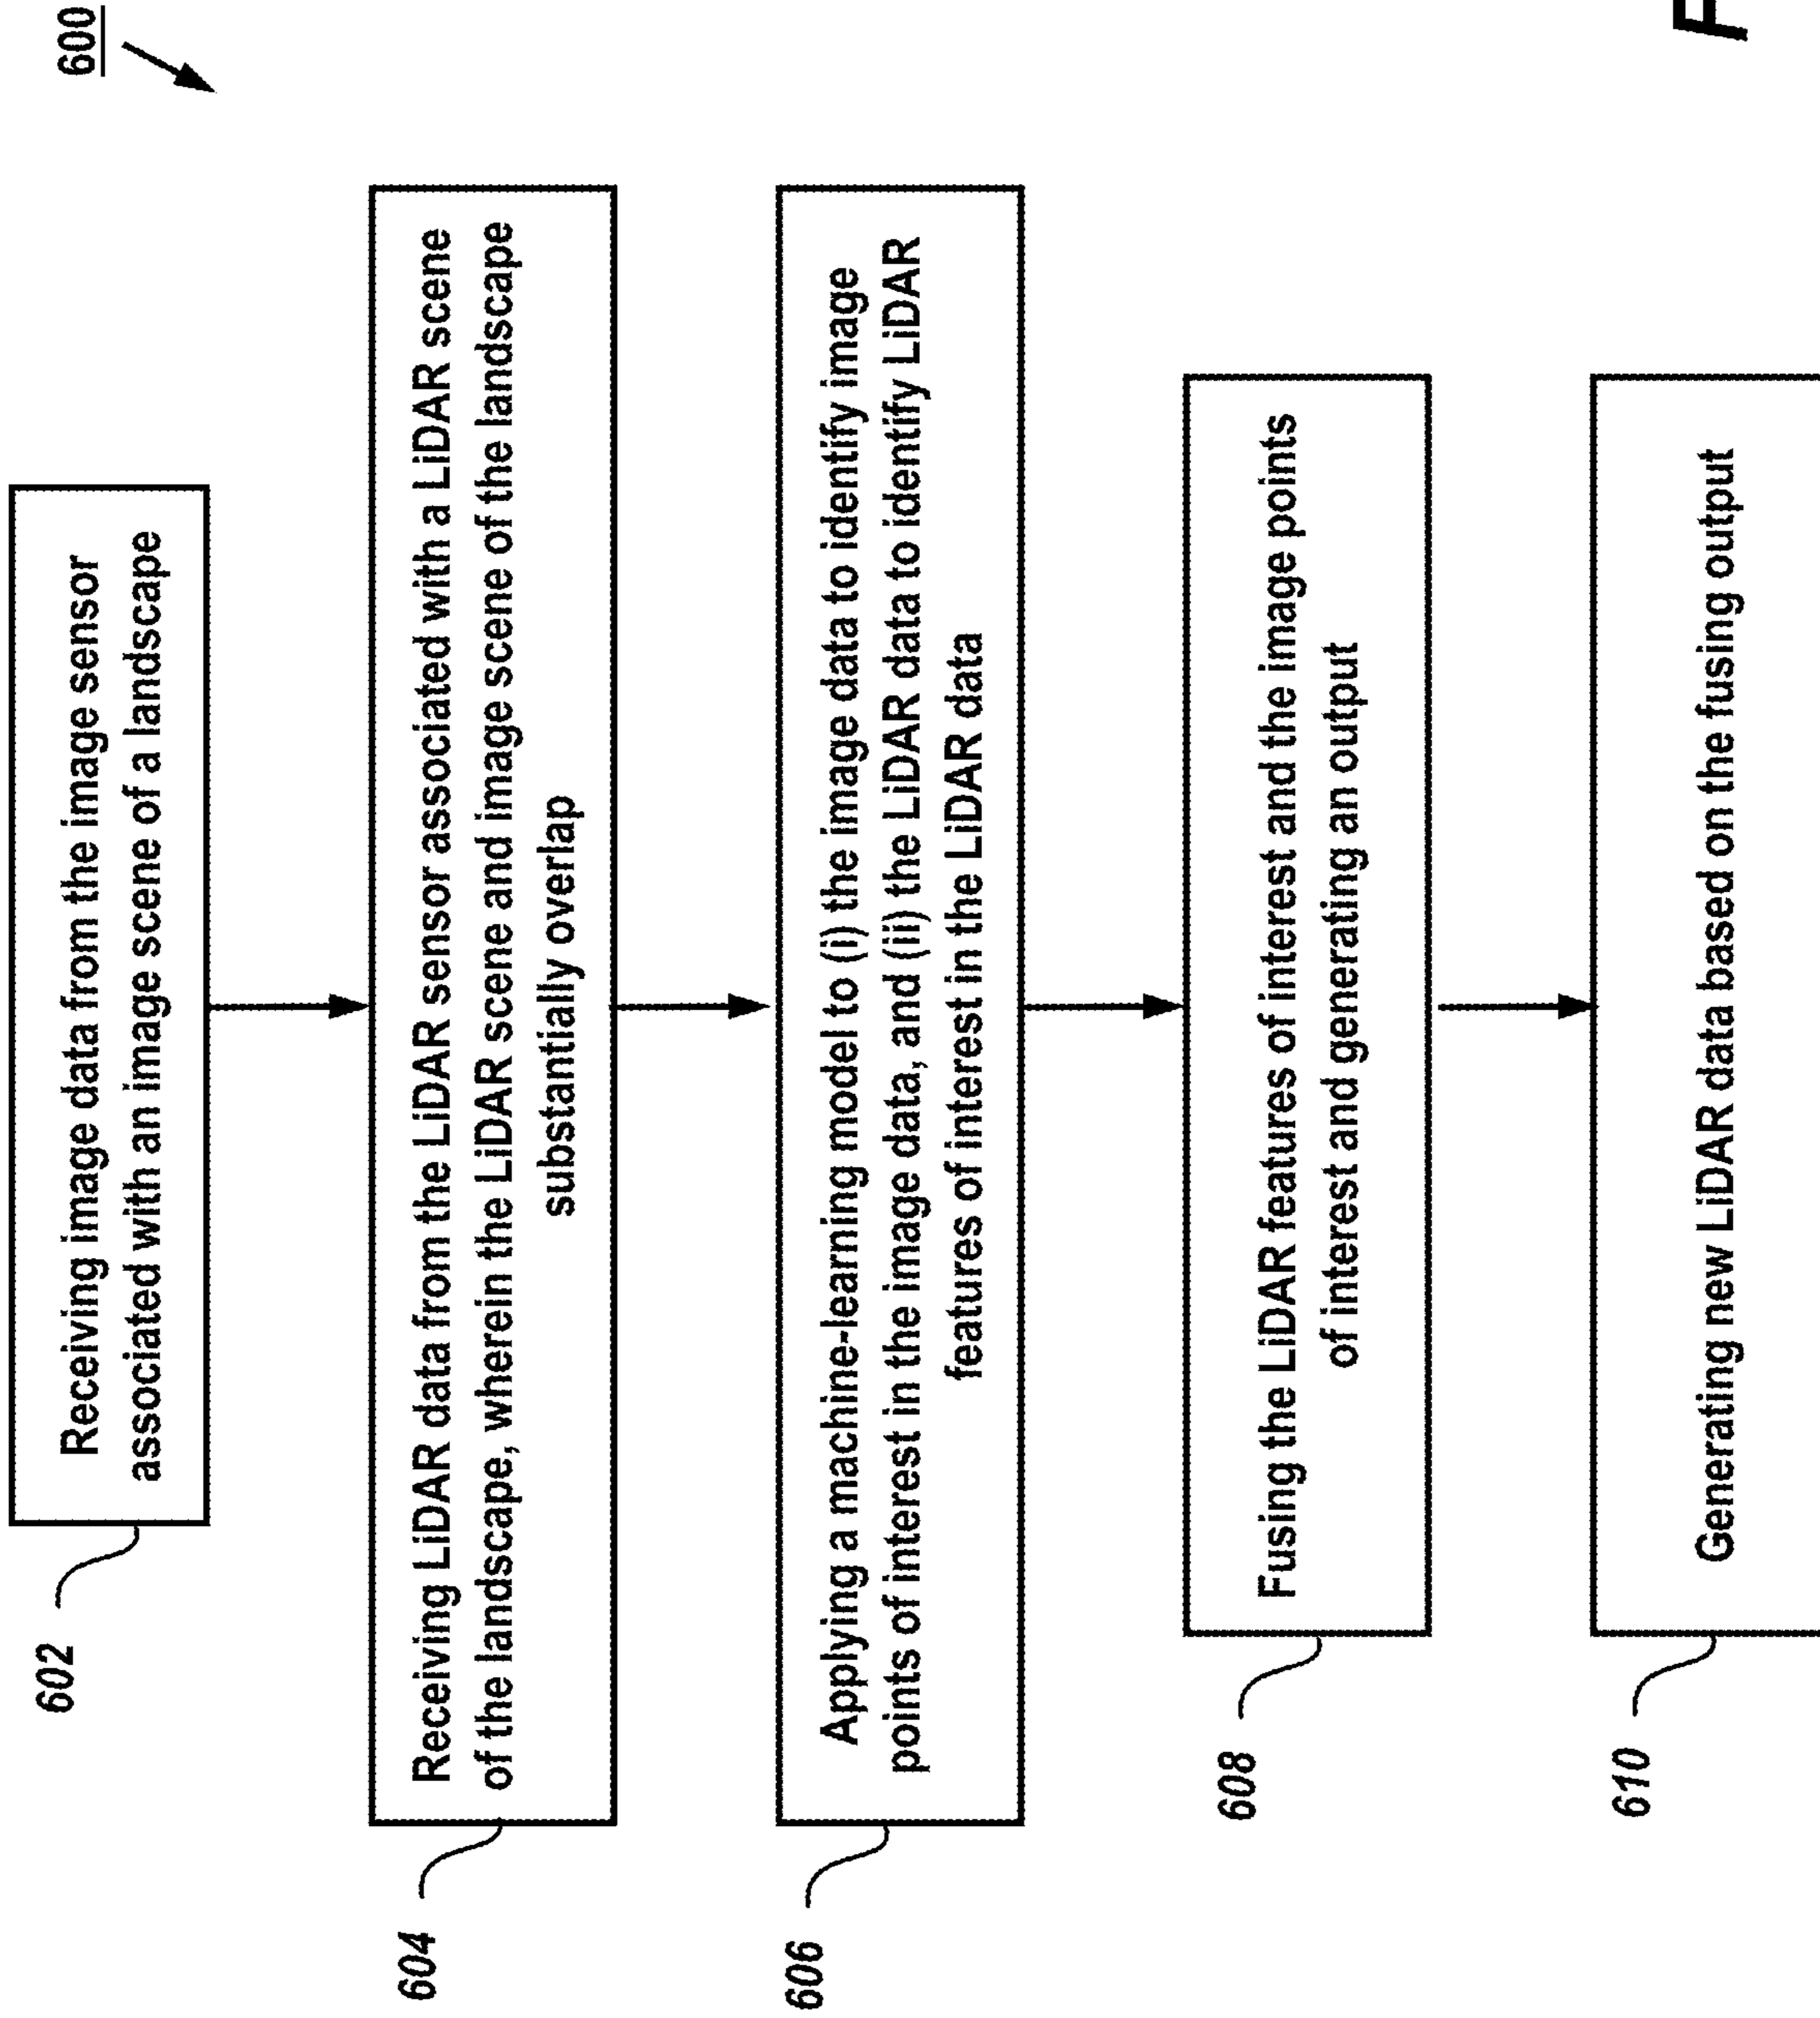 600
602
Receiving image data from the image sensor
associated with an image scene of a landscape
604
Receiving LiDAR data from the LiDAR sensor associated with a LiDAR scene
of the landscape, wherein the LiDAR scene and image scene of the landscape
substantially overlap
606
Applying a machine-learning model to (i) the image data to identify image
points of interest in the image data, and (ii) the LiDAR data to identify LiDAR
features of interest in the LiDAR data
608
Fusing the LiDAR features of interest and the image points
of interest and generating an output
610
Generating new LiDAR data based on the fusing output
F